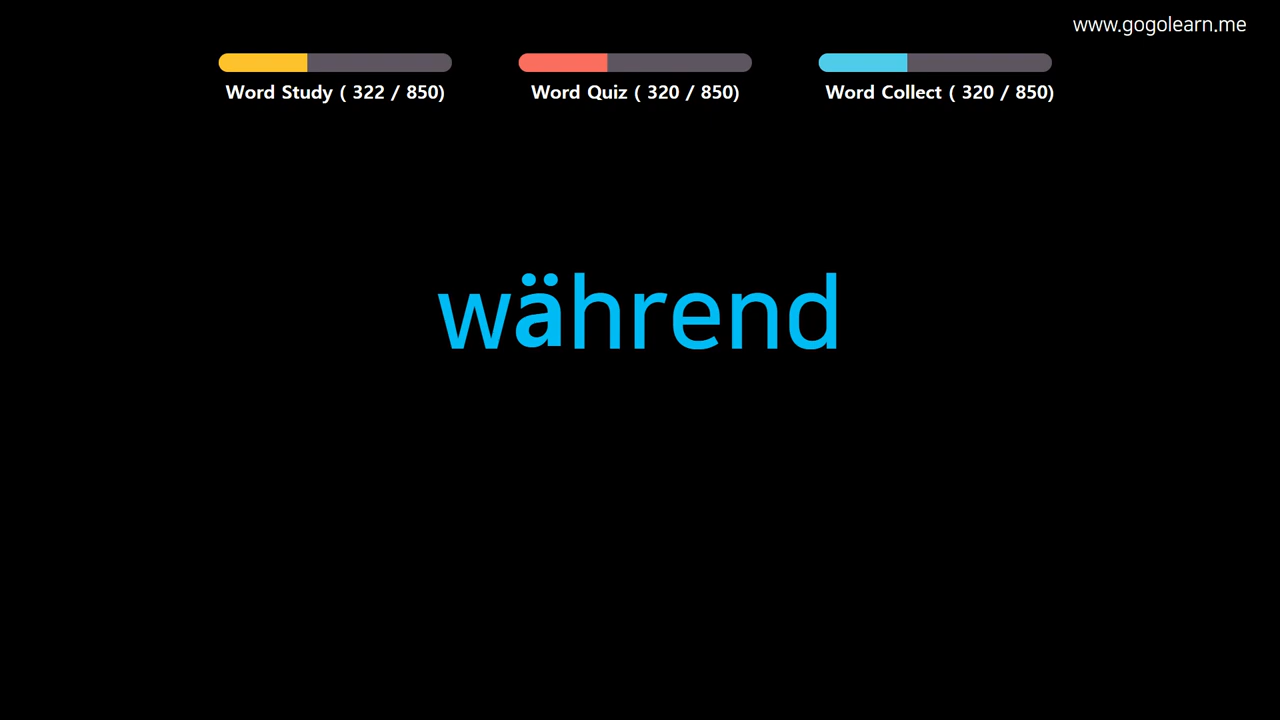 www.gogolearn.me
Word Study ( 322 / 850)
Word Quiz ( 320 / 850)
Word Collect ( 320 / 850)
während